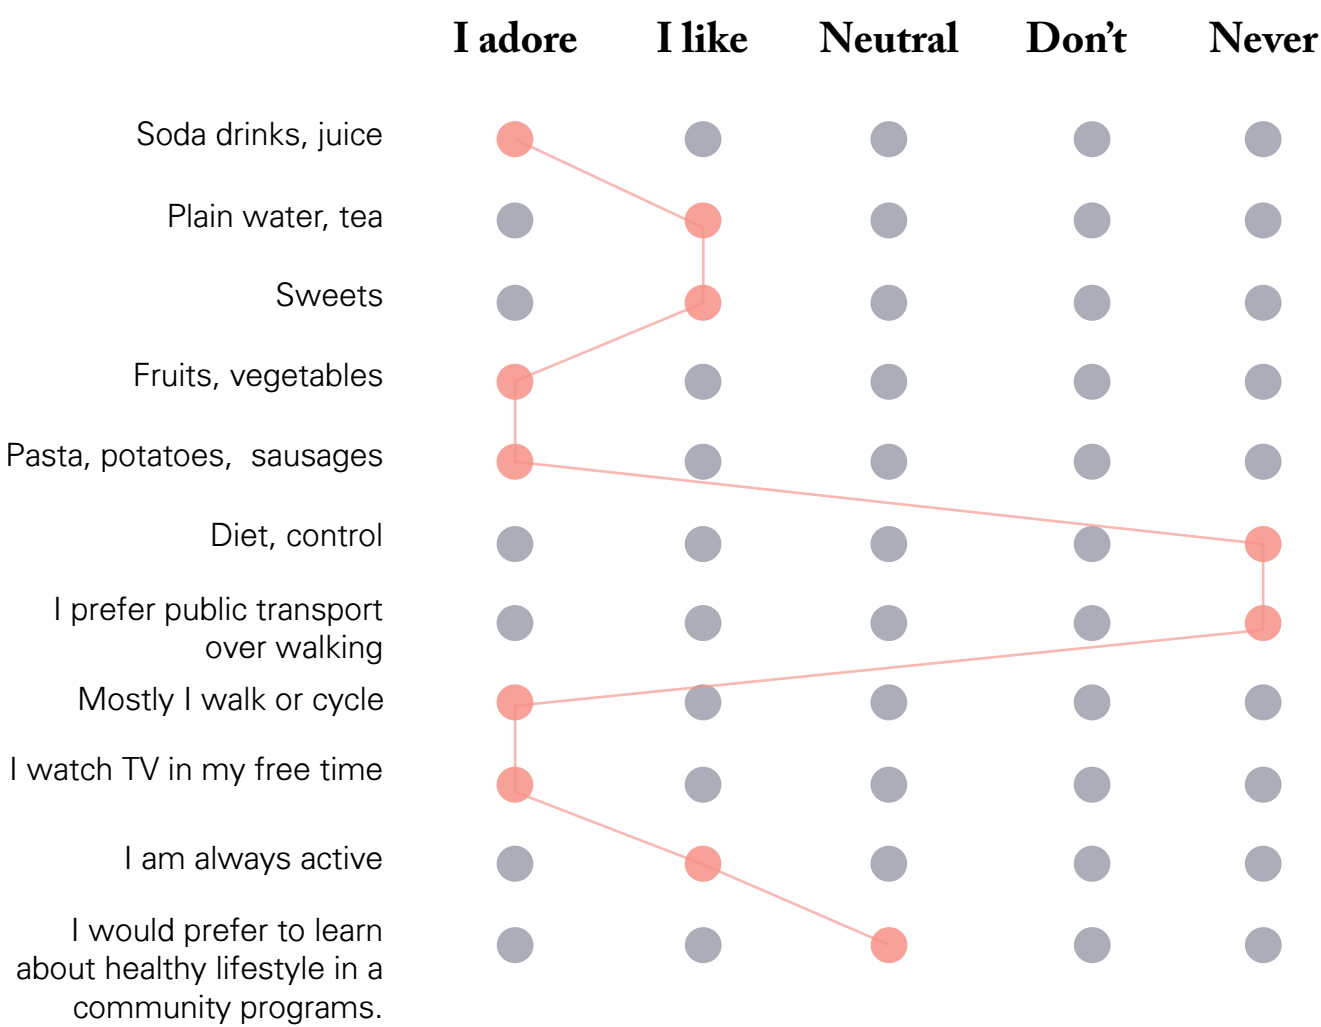 I adore I like Neutral Don't Never
Soda drinks, juice
Plain water, tea
Sweets
Fruits, vegetables
Pasta, potatoes,  sausages
Diet, control
I prefer public transport
over walking
Mostly I walk or cycle
I watch TV in my free time
I am always active
I would prefer to learn
about healthy lifestyle in a
community programs.